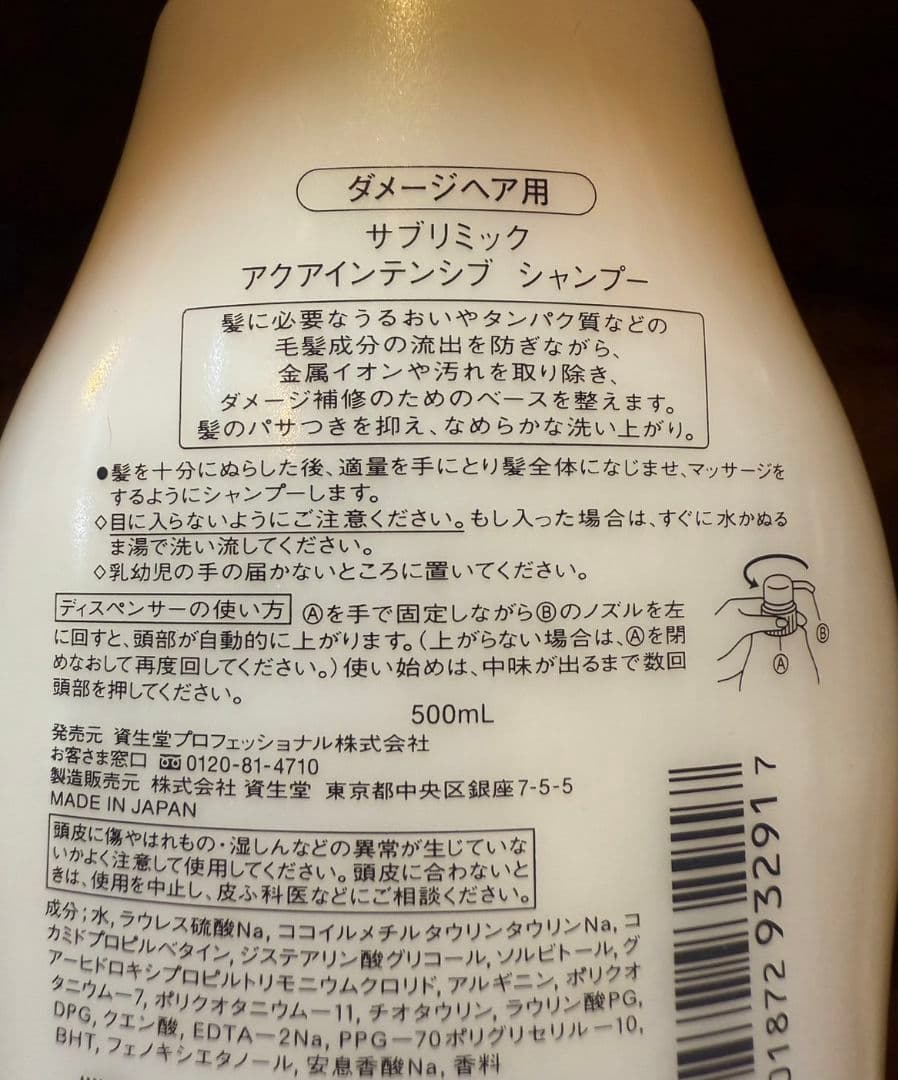 ダメージヘア用
サブリミック
アクアインテンシブ シャンプー
髪に必要なうるおいやタンパク質などの
毛髪成分の流出を防ぎながら、
金属イオンや汚れを取り除き、
ダメージ補修のためのベースを整えます。
髪のパサつきを抑え、なめらかな洗い上がり。
●髪を十分にぬらした後、適量を手にとり髪全体になじませ、マッサージを
するようにシャンプーします。
◇目に入らないようにご注意ください。もし入った場合は、すぐに水かぬる
ま湯で洗い流してください。
◇乳幼児の手の届かないところに置いてください。
ディスペンサーの使い方 Ⓐを手で固定しながらⒷのノズルを左
に回すと、頭部が自動的に上がります。(上がらない場合は、Ⓐを閉
めなおして再度回してください。)使い始めは、中味が出るまで数回
頭部を押してください。
Ⓑ
Ⓐ
500mL
発売元 資生堂プロフェッショナル株式会社
お客さま窓口 0120-81-4710
製造販売元 株式会社 資生堂 東京都中央区銀座7-5-5
MADE IN JAPAN
頭皮に傷やはれもの・湿しんなどの異常が生じていな
いかよく注意して使用してください。頭皮に合わないと
きは、使用を中止し、皮ふ科医などにご相談ください。
成分;水, ラウレス硫酸Na, ココイルメチルタウリンタウリンNa, コ
カミドプロピルベタイン, ジステアリン酸グリコール, ソルビトール, グ
アーヒドロキシプロピルトリモニウムクロリド, アルギニン, ポリクオ
タニウム―7, ポリクオタニウム―11, チオタウリン, ラウリン酸PG,
DPG, クエン酸, EDTA―2Na, PPG―70ポリグリセリル―10,
BHT, フェノキシエタノール, 安息香酸Na, 香料
01872 93291 7